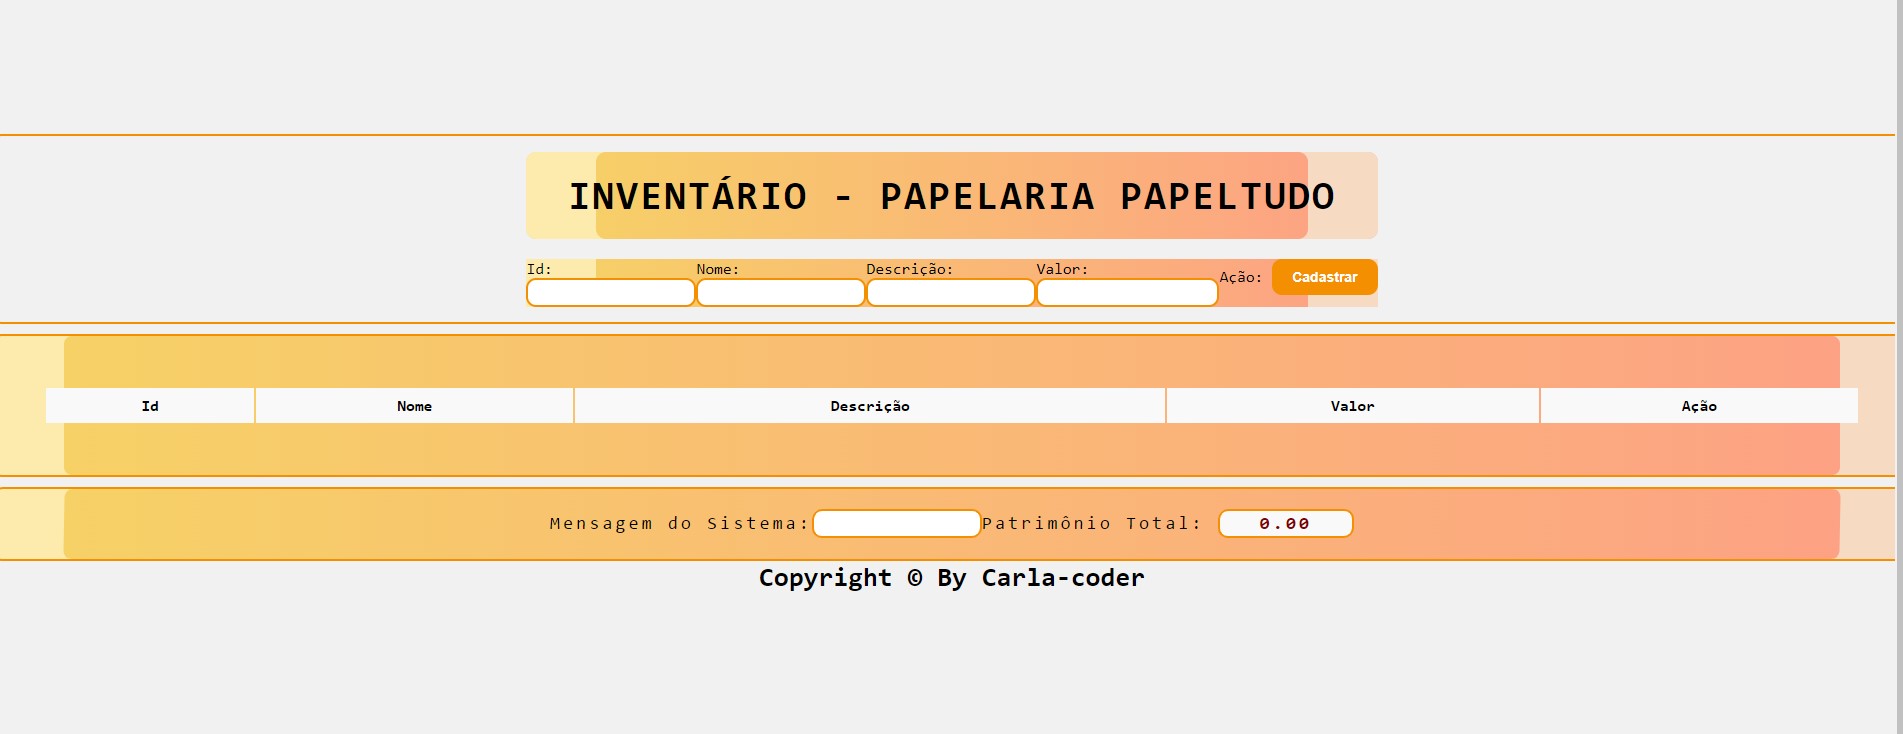 INVENTÁRIO - PAPELARIA PAPELTUDO
Id: Nome: Descrição: Valor: Ação: Cadastrar
Id Nome Descrição Valor Ação
Mensagem do Sistema: Patrimônio Total: 0.00
Copyright © By Carla-coder